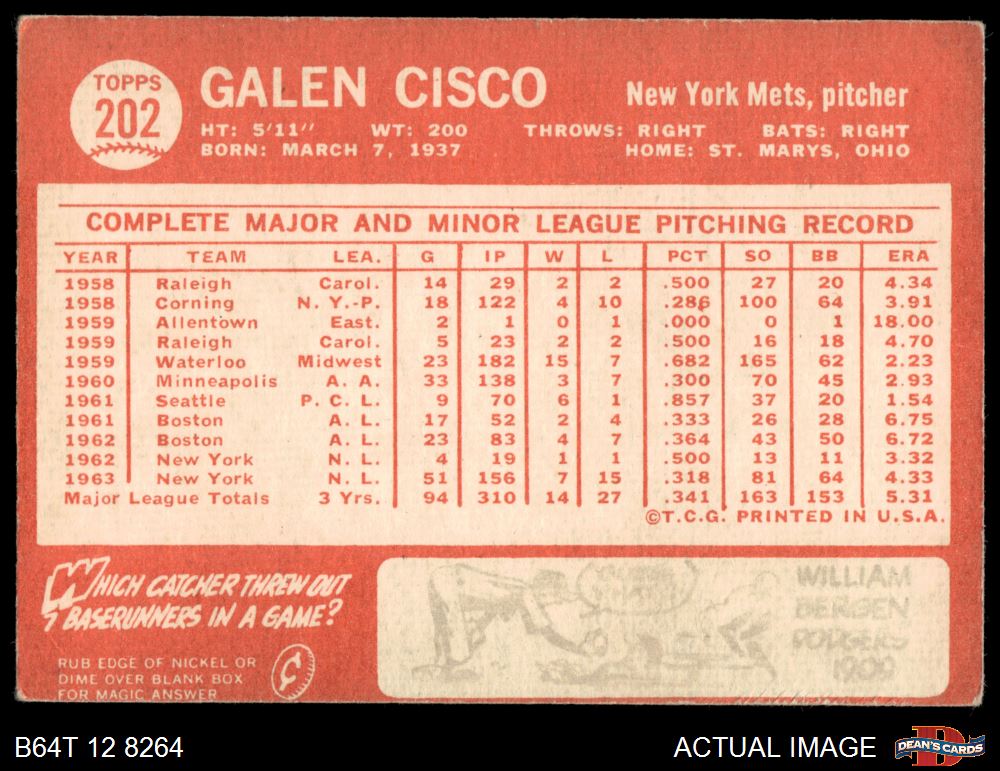 TOPPS
202
GALEN CISCO
New York Mets, pitcher
HT: 5'11" WT: 200 THROWS: RIGHT BATS: RIGHT
BORN: MARCH 7, 1937 HOME: ST. MARYS, OHIO
COMPLETE MAJOR AND MINOR LEAGUE PITCHING RECORD
YEAR TEAM LEA. G IP W L PCT SO BB ERA
1958 Raleigh Carol. 14 29 2 2 .500 27 20 4.34
1958 Corning N. Y.-P. 18 122 4 10 .286 100 64 3.91
1959 Allentown East. 2 1 0 1 .000 0 1 18.00
1959 Raleigh Carol. 5 23 2 2 .500 16 18 4.70
1959 Waterloo Midwest 23 182 15 7 .682 165 62 2.23
1960 Minneapolis A. A. 33 138 3 7 .300 70 45 2.93
1961 Seattle P. C. L. 9 70 6 1 .857 37 20 1.54
1961 Boston A. L. 17 52 2 4 .333 26 28 6.75
1962 Boston A. L. 23 83 4 7 .364 43 50 6.72
1962 New York N. L. 4 19 1 1 .500 13 11 3.32
1963 New York N. L. 51 156 7 15 .318 81 64 4.33
Major League Totals 3 Yrs. 94 310 14 27 .341 163 153 5.31
©T.C.G. PRINTED IN U.S.A.
WHICH CATCHER THREW OUT
7 BASERUNNERS IN A GAME?
RUB EDGE OF NICKEL OR
DIME OVER BLANK BOX
FOR MAGIC ANSWER
WILLIAM
BERGEN
DODGERS
1909
B64T 12 8264
ACTUAL IMAGE
DEAN'S CARDS